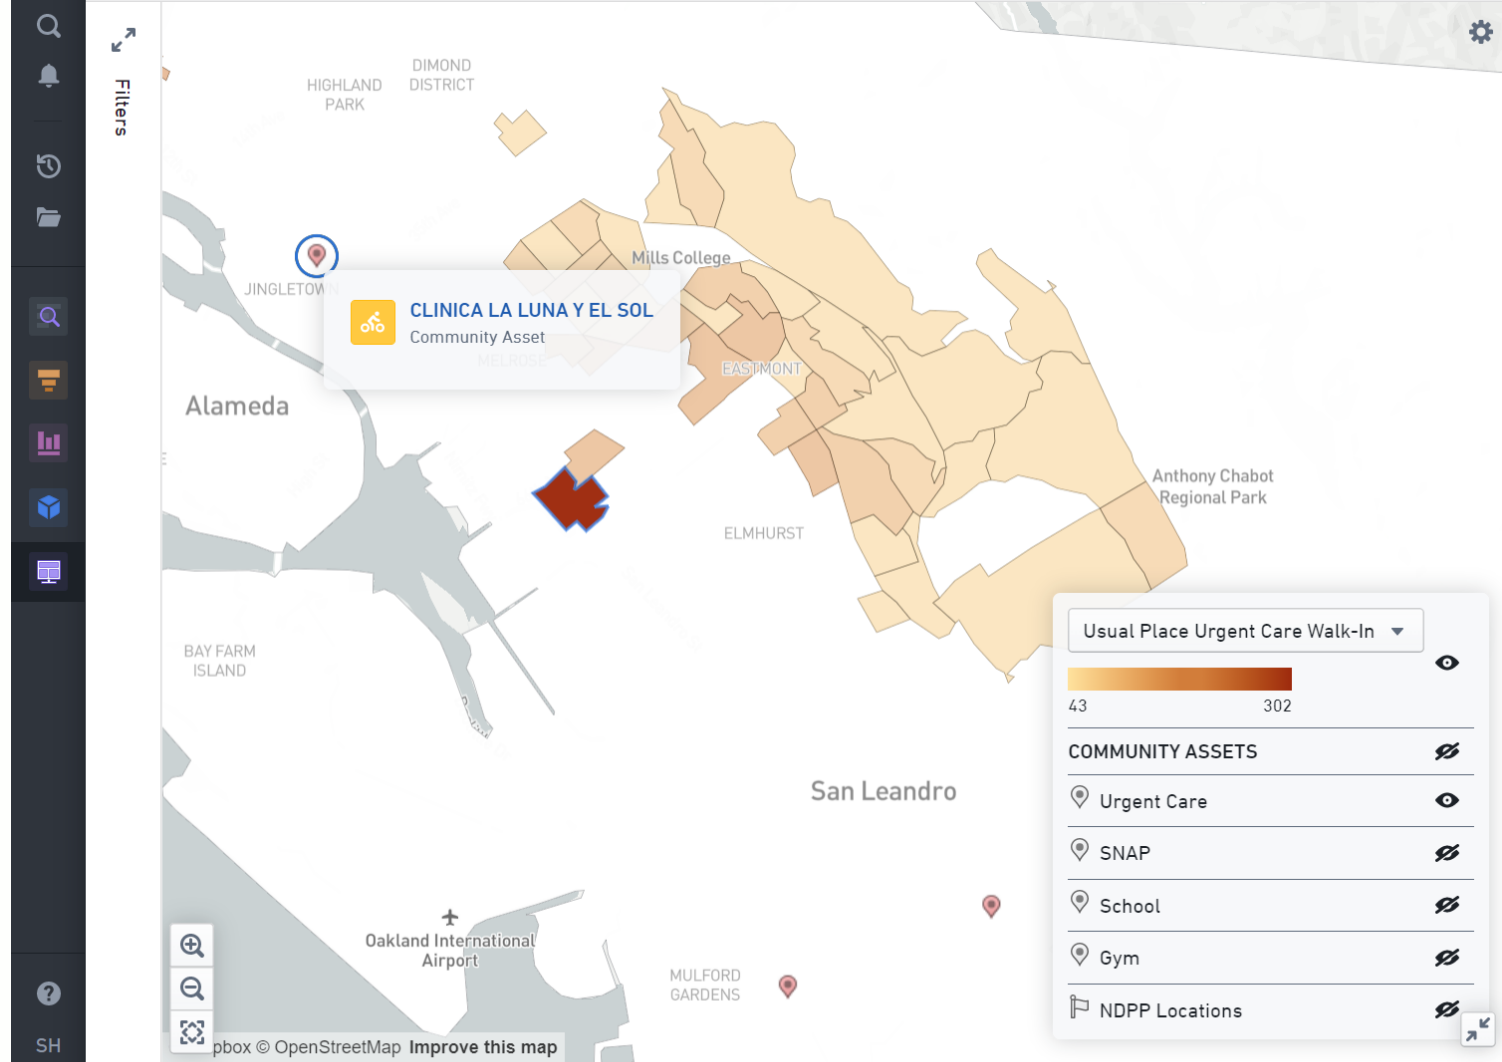 Filters
DIMOND
DISTRICT
HIGHLAND
PARK
Mills College
JINGLETOWN
CLINICA LA LUNA Y EL SOL
Community Asset
MELROSE
EASTMONT
Alameda
Anthony Chabot
Regional Park
ELMHURST
BAY FARM
ISLAND
Usual Place Urgent Care Walk-In
43
302
COMMUNITY ASSETS
Urgent Care
SNAP
School
Gym
NDPP Locations
San Leandro
Oakland International
Airport
MULFORD
GARDENS
SH
pbox © OpenStreetMap Improve this map